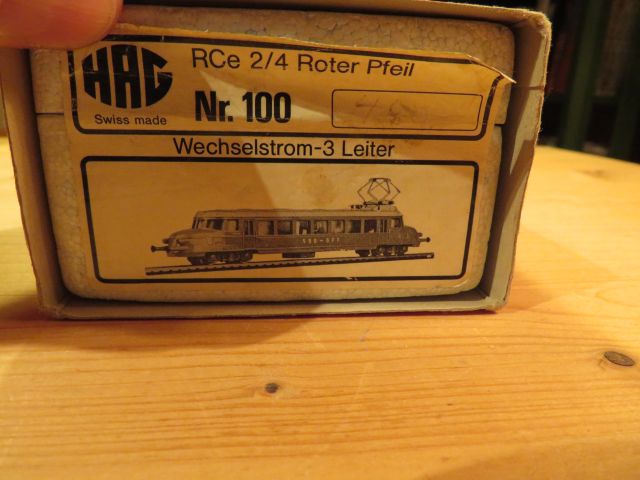 HAG
Swiss made
RCe 2/4 Roter Pfeil
Nr. 100
Wechselstrom-3 Leiter